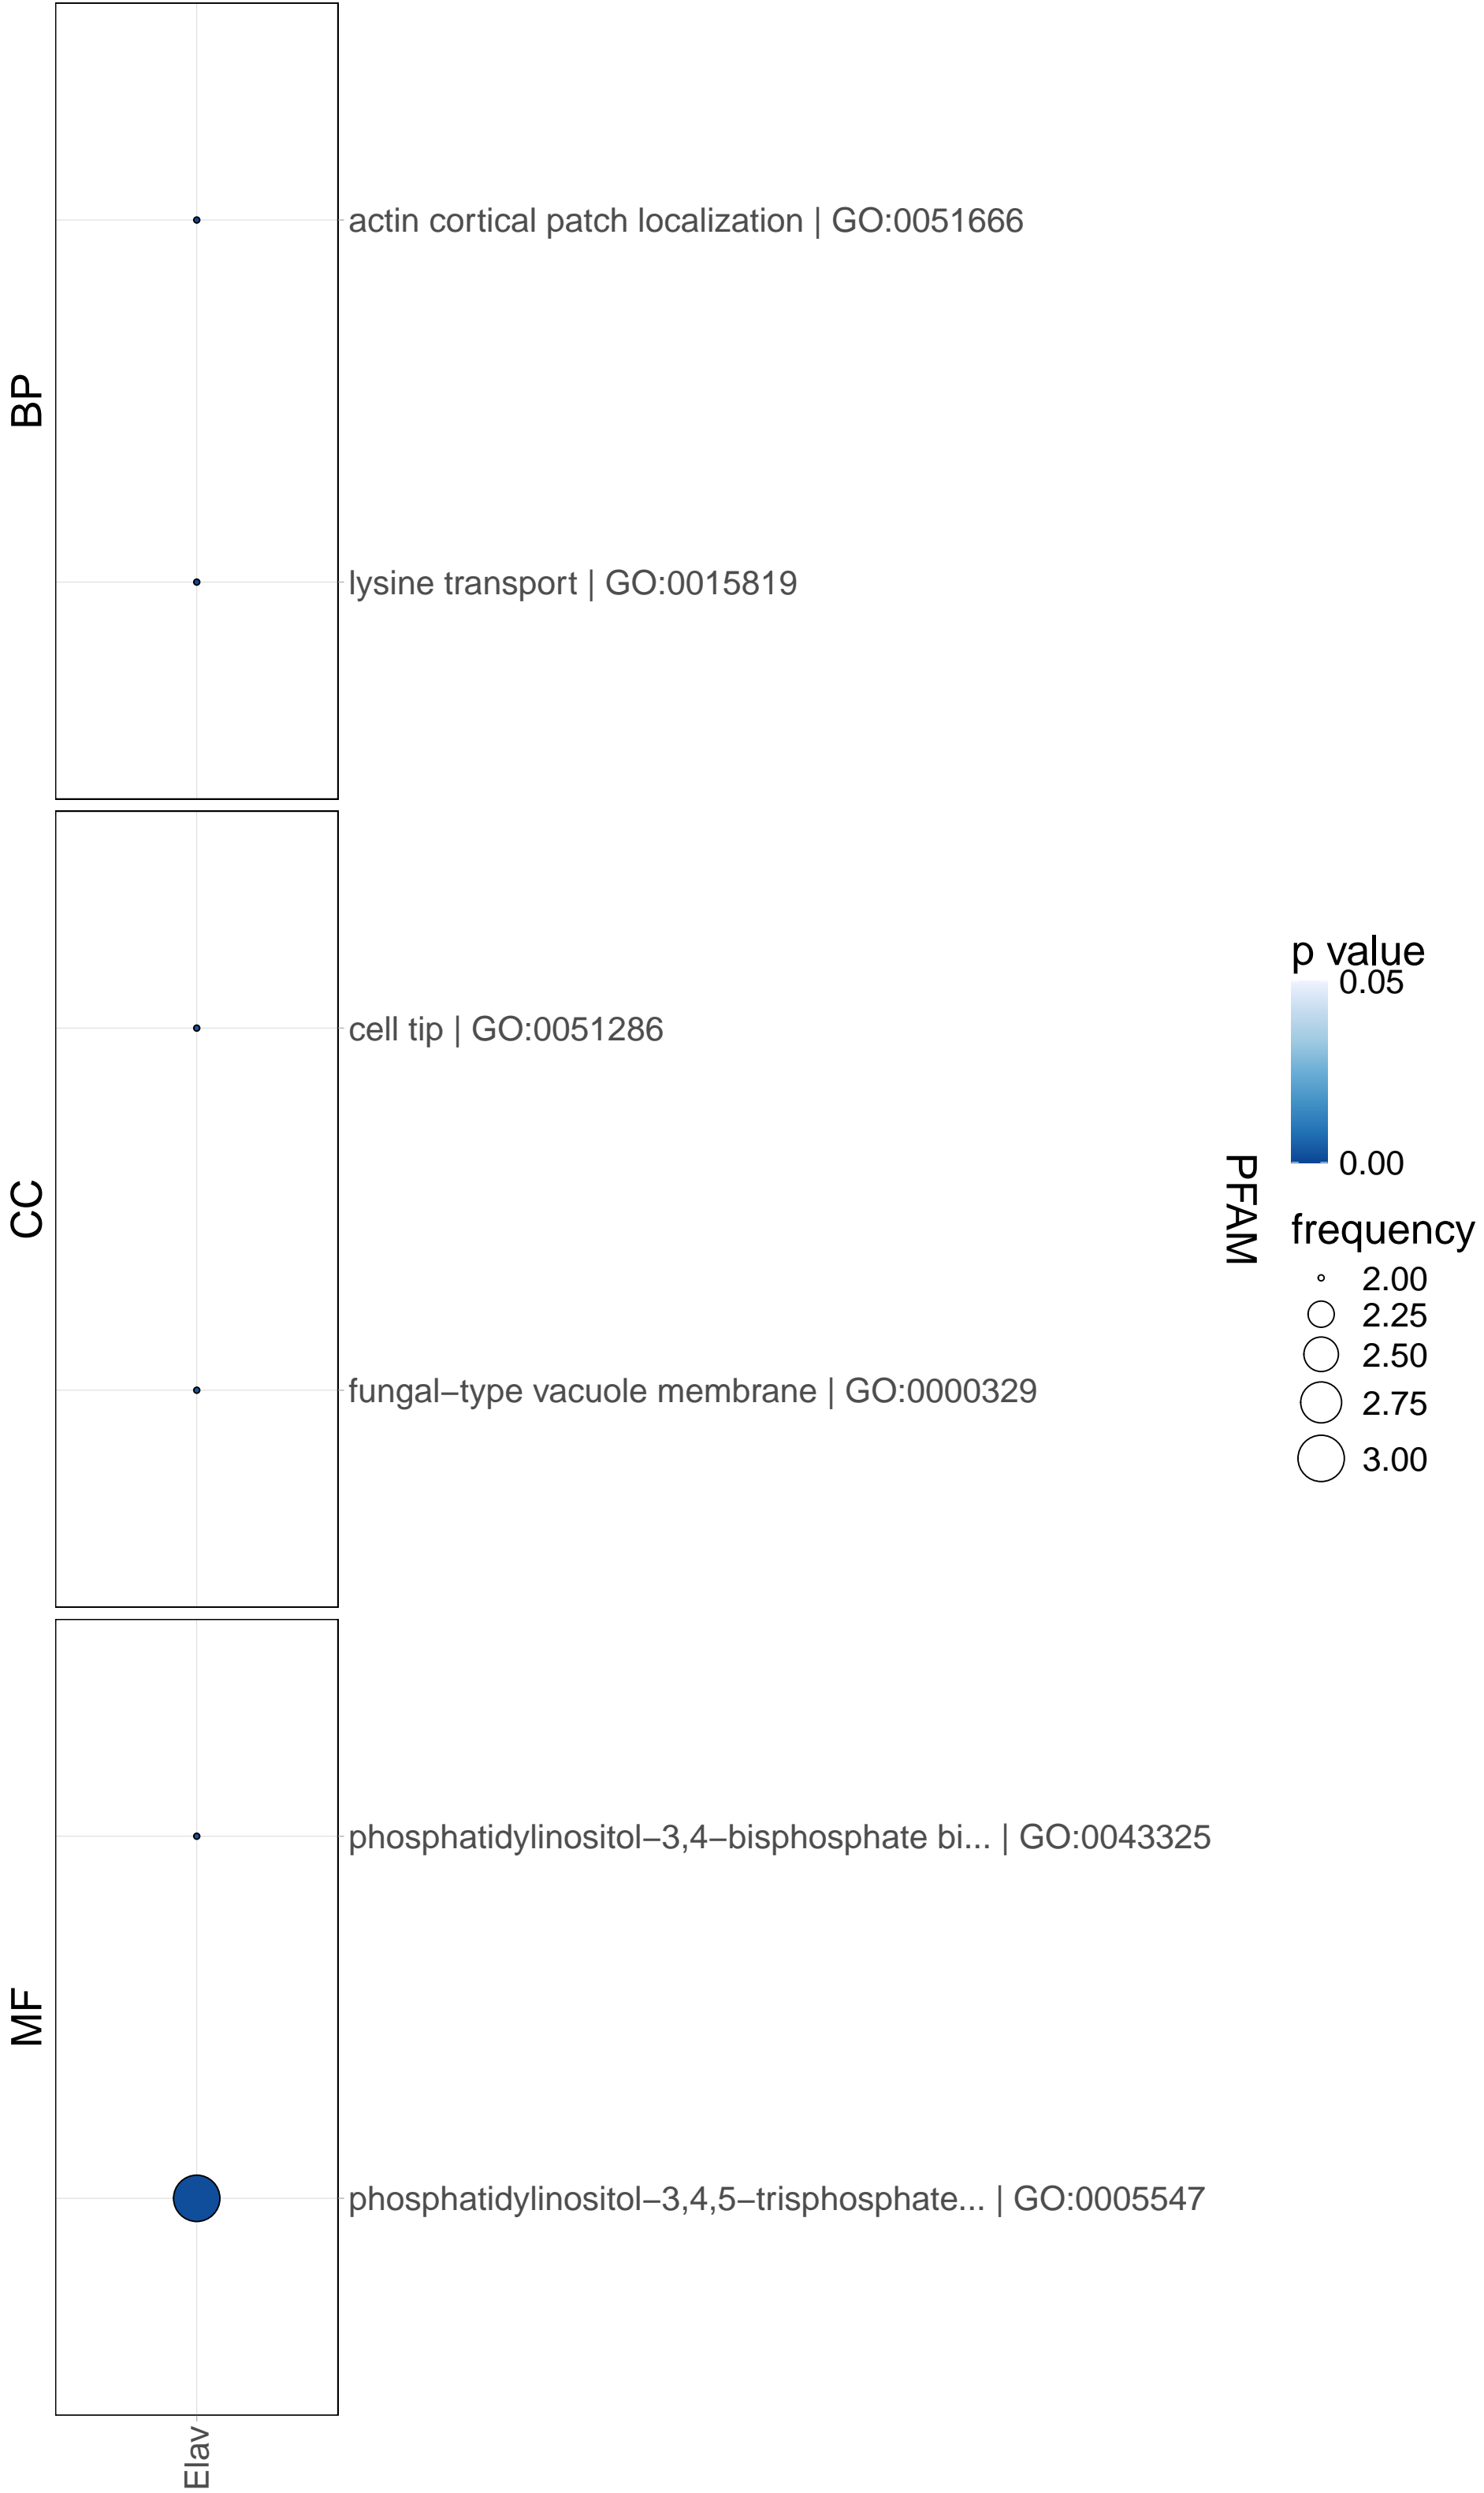 BP
actin cortical patch localization | GO:0051666
lysine transport | GO:0015819
CC
cell tip | GO:0051286
fungal−type vacuole membrane | GO:0000329
MF
phosphatidylinositol−3,4−bisphosphate bi... | GO:0043325
phosphatidylinositol−3,4,5−trisphosphate... | GO:0005547
Elav
PFAM
p value
0.05
0.00
frequency
2.00
2.25
2.50
2.75
3.00